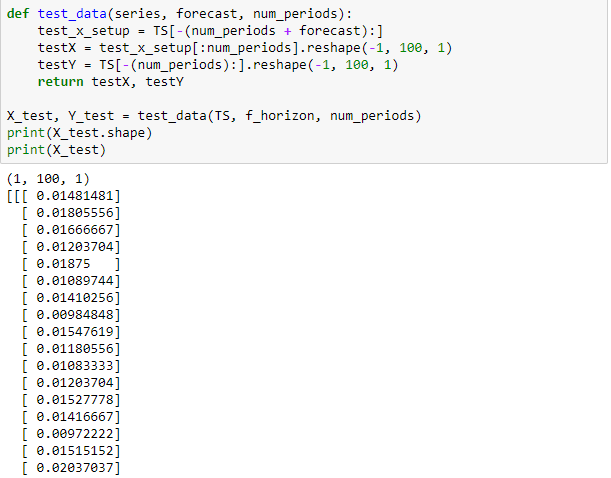 def test_data(series, forecast, num_periods):
    test_x_setup = TS[-(num_periods + forecast):]
    testX = test_x_setup[:num_periods].reshape(-1, 100, 1)
    testY = TS[-(num_periods):].reshape(-1, 100, 1)
    return testX, testY

X_test, Y_test = test_data(TS, f_horizon, num_periods)
print(X_test.shape)
print(X_test)
(1, 100, 1)
[[[ 0.01481481]
  [ 0.01805556]
  [ 0.01666667]
  [ 0.01203704]
  [ 0.01875   ]
  [ 0.01089744]
  [ 0.01410256]
  [ 0.00984848]
  [ 0.01547619]
  [ 0.01180556]
  [ 0.01083333]
  [ 0.01203704]
  [ 0.01527778]
  [ 0.01416667]
  [ 0.00972222]
  [ 0.01515152]
  [ 0.02037037]